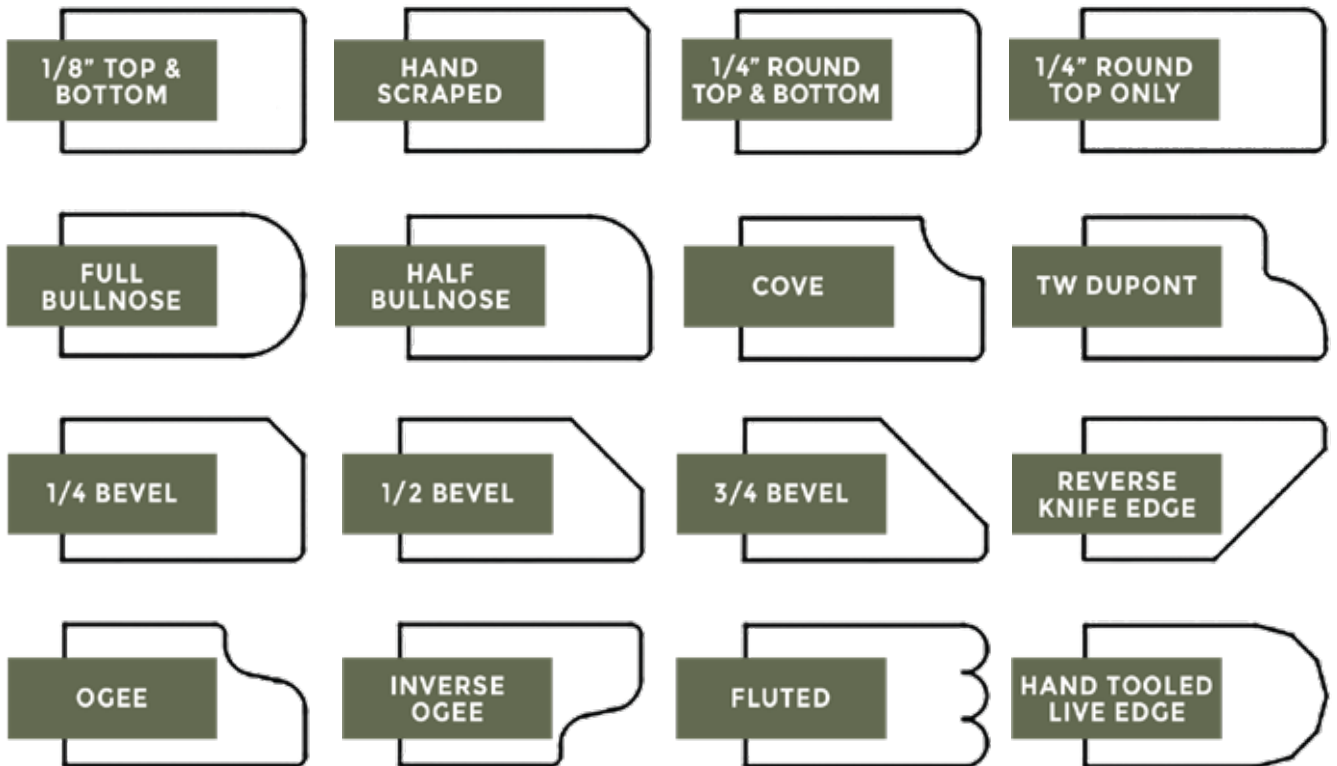 1/8” TOP &
BOTTOM
HAND
SCRAPED
1/4” ROUND
TOP & BOTTOM
1/4” ROUND
TOP ONLY
FULL
BULLNOSE
HALF
BULLNOSE
COVE
TW DUPONT
1/4 BEVEL
1/2 BEVEL
3/4 BEVEL
REVERSE
KNIFE EDGE
OGEE
INVERSE
OGEE
FLUTED
HAND TOOLED
LIVE EDGE